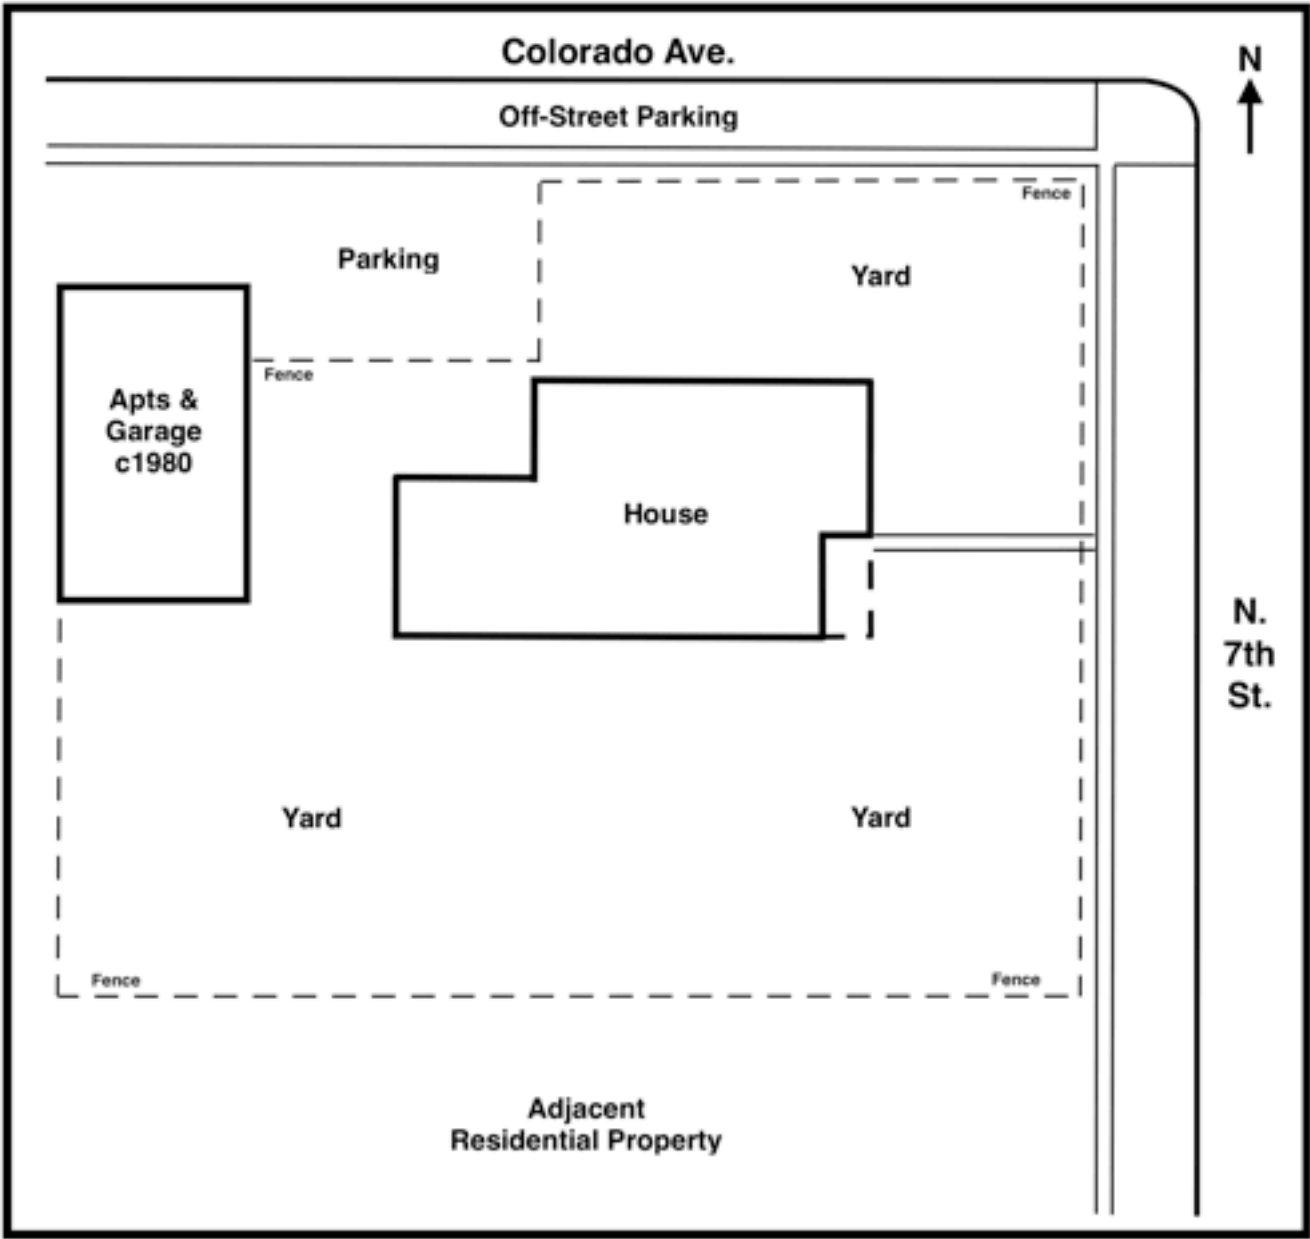 Colorado Ave.
N
Off-Street Parking
Fence
Parking
Yard
Fence
Apts &
Garage
c1980
House
N.
7th
St.
Yard
Yard
Fence
Fence
Adjacent
Residential Property